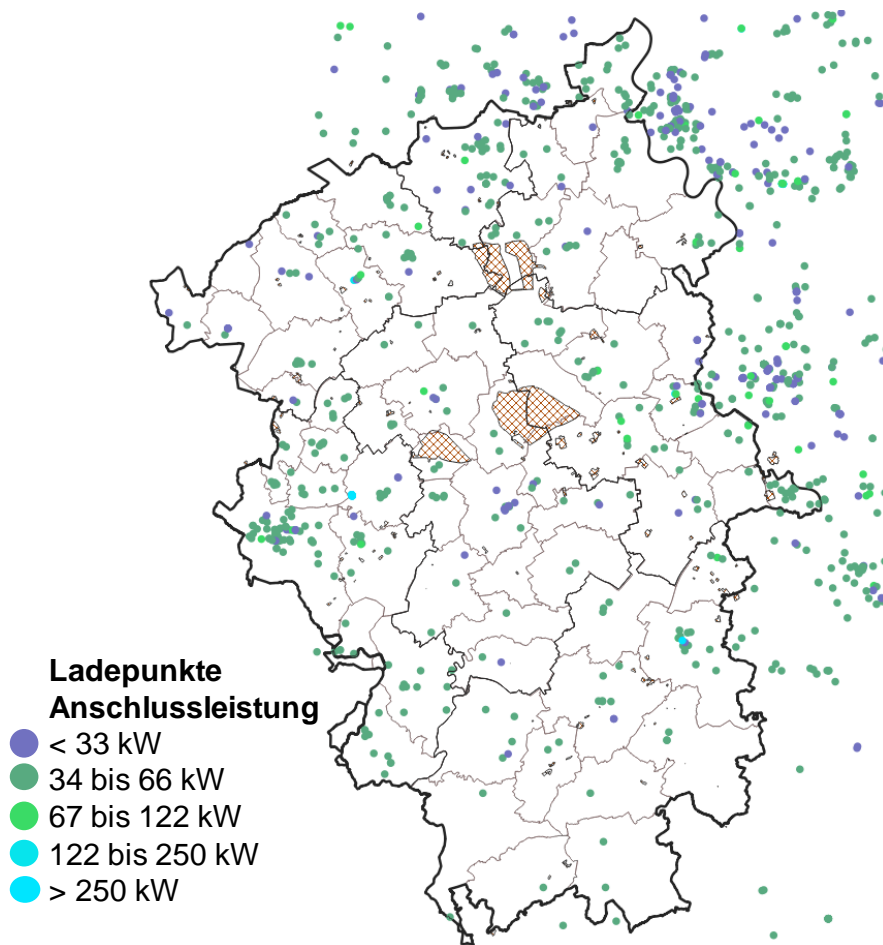 Ladepunkte
Anschlussleistung
< 33 kW
34 bis 66 kW
67 bis 122 kW
122 bis 250 kW
> 250 kW